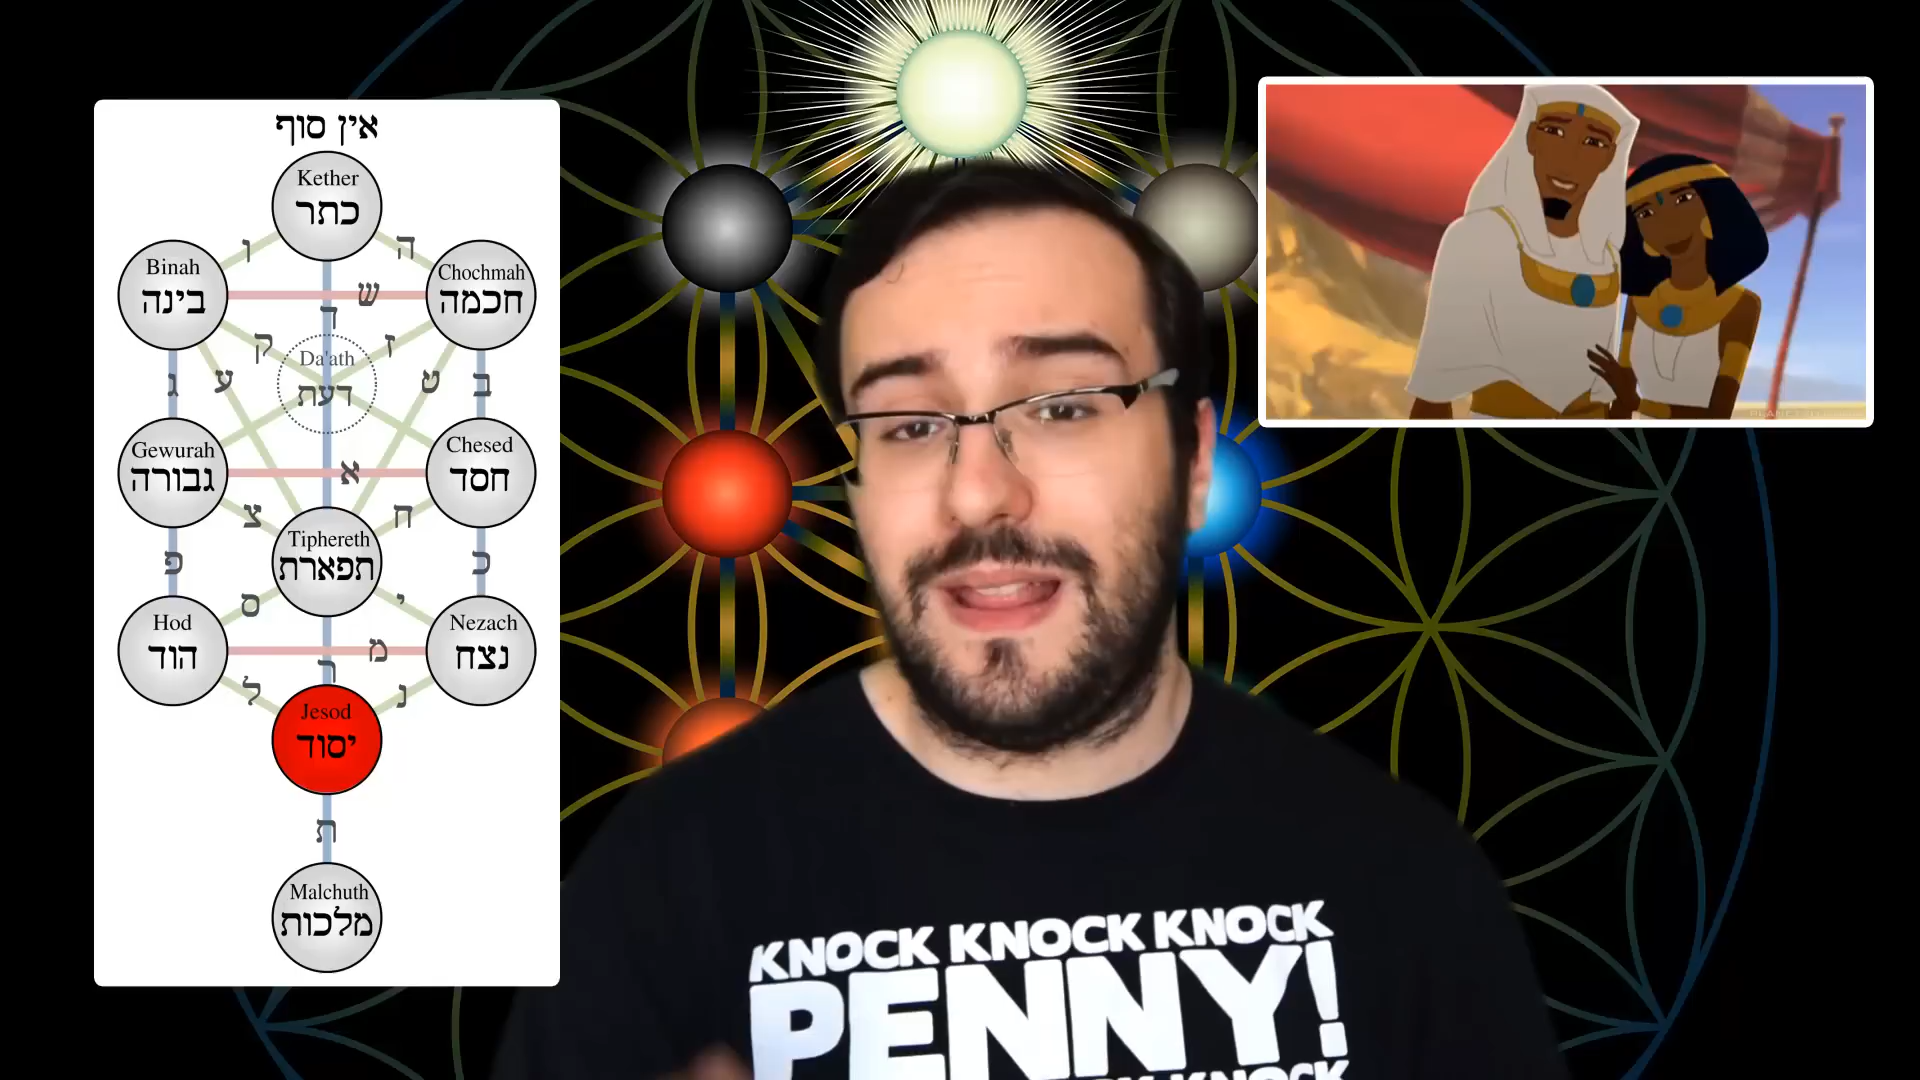 אין סוף
Kether
כתר
ו
ה
Binah
בינה
Chochmah
חכמה
ש
ד
ק
ז
Da'ath
דעת
ג
ע
ט
ב
Gewurah
גבורה
Chesed
חסד
א
צ
ח
Tiphereth
תפארת
פ
כ
ס
י
Hod
הוד
Nezach
נצח
מ
ר
ל
נ
Jesod
יסוד
ת
Malchuth
מלכות
KNOCK KNOCK KNOCK
PENNY!
KNOCK